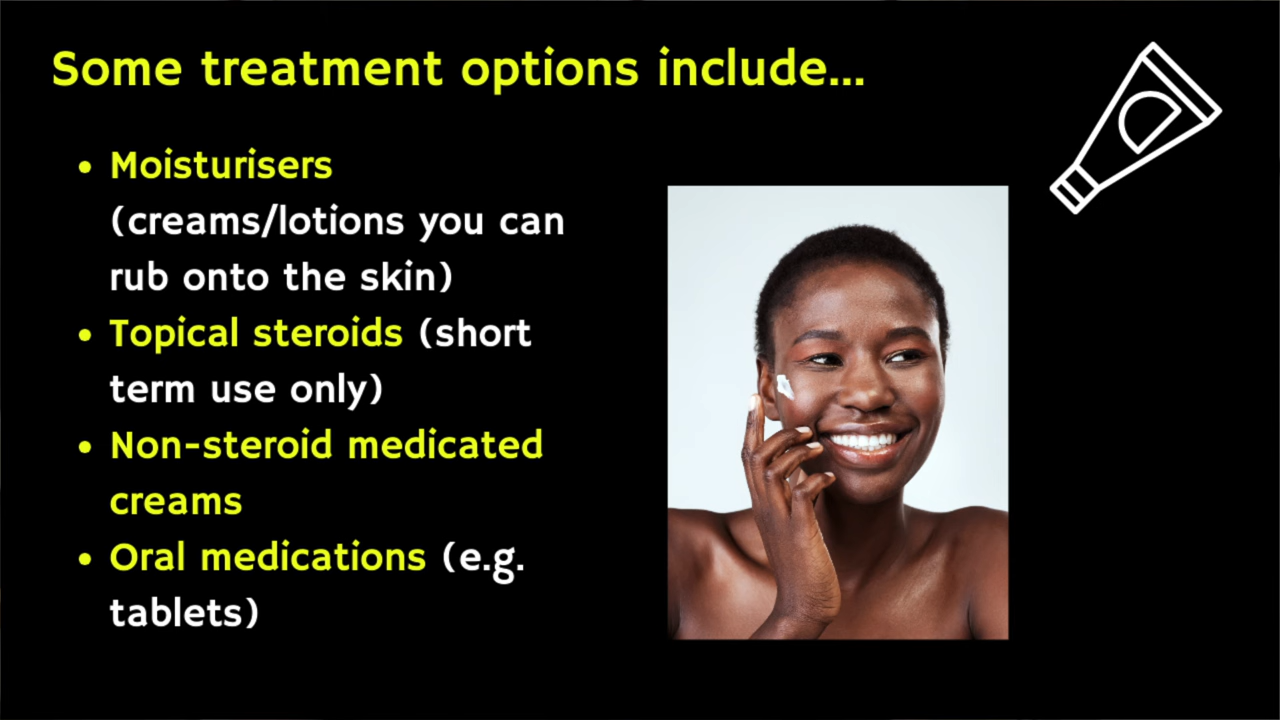 Some treatment options include...
• Moisturisers
(creams/lotions you can
rub onto the skin)
• Topical steroids (short
term use only)
• Non-steroid medicated
creams
• Oral medications (e.g.
tablets)